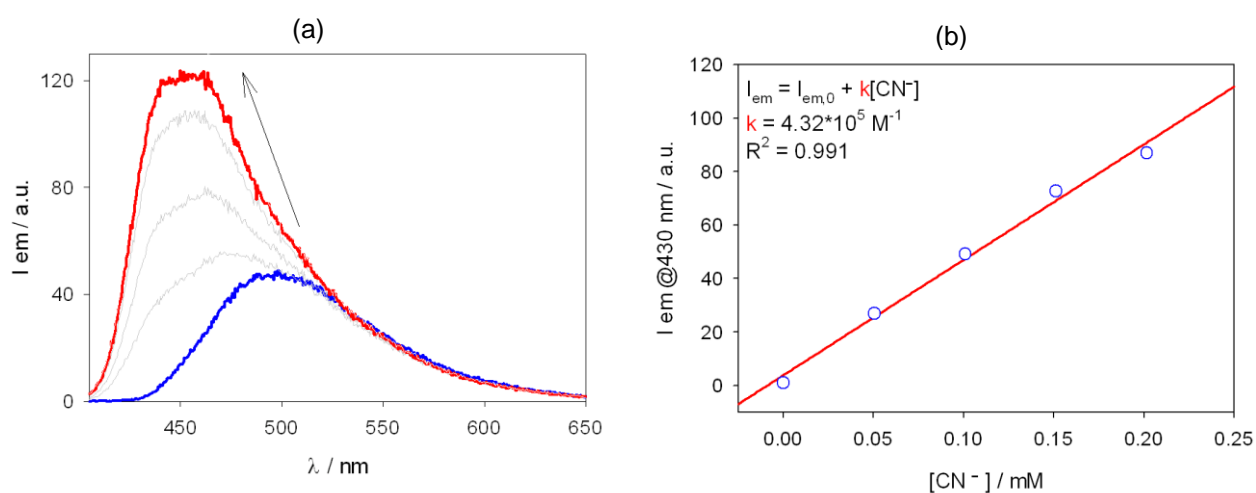 (a)
120
80
40
0
I em / a.u.
450 500 550 600 650
λ / nm
(b)
I_em = I_em,0 + k[CN⁻]
k = 4.32*10⁵ M⁻¹
R² = 0.991
120
100
80
60
40
20
0
I em@430 nm / a.u.
0.00 0.05 0.10 0.15 0.20 0.25
[CN⁻] / mM